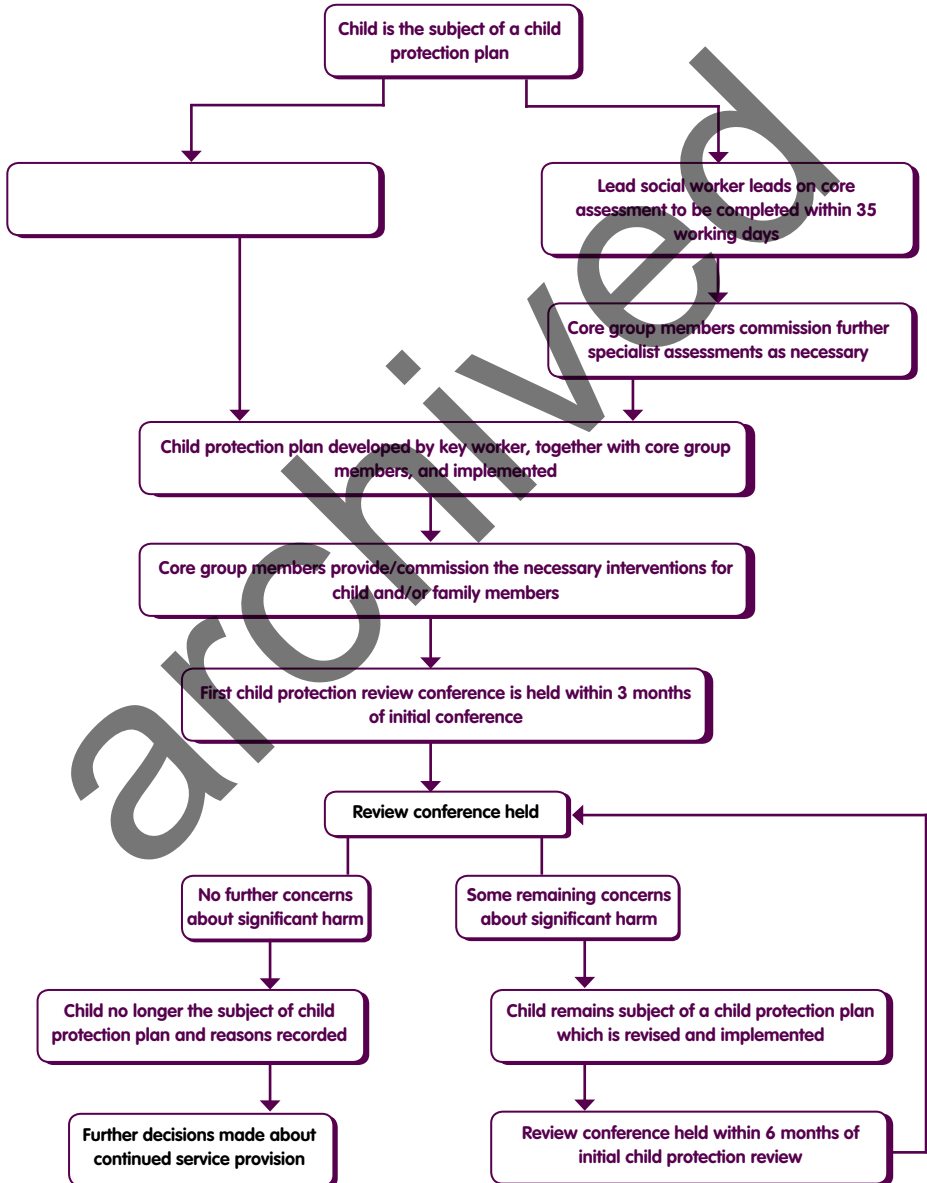 Child is the subject of a child
protection plan
Lead social worker leads on core
assessment to be completed within 35
working days
Core group members commission further
specialist assessments as necessary
Child protection plan developed by key worker, together with core group
members, and implemented
Core group members provide/commission the necessary interventions for
child and/or family members
First child protection review conference is held within 3 months
of initial conference
Review conference held
No further concerns
about significant harm
Some remaining concerns
about significant harm
Child no longer the subject of child
protection plan and reasons recorded
Child remains subject of a child protection plan
which is revised and implemented
Further decisions made about
continued service provision
Review conference held within 6 months of
initial child protection review
archived